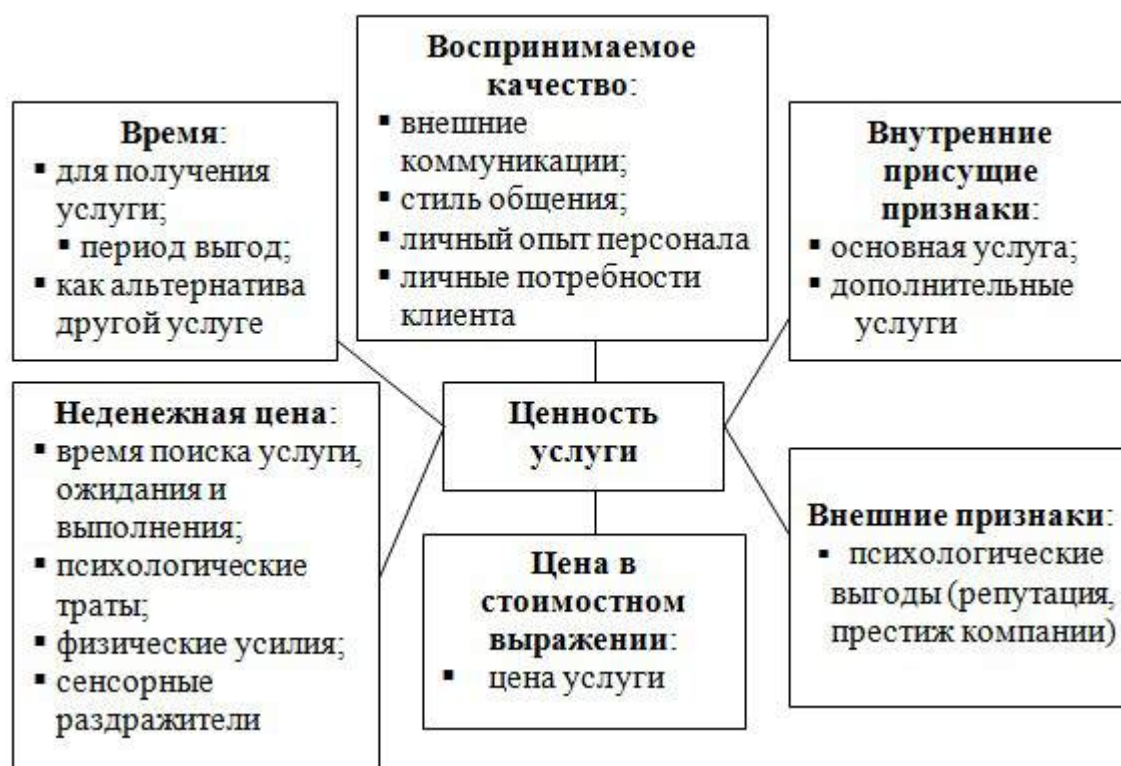 Воспринимаемое
качество:
▪ внешние
коммуникации;
▪ стиль общения;
▪ личный опыт персонала
▪ личные потребности
клиента
Время:
▪ для получения
услуги;
▪ период выгод;
▪ как альтернатива
другой услуге
Внутренние
присущие
признаки:
▪ основная услуга;
▪ дополнительные
услуги
Неденежная цена:
▪ время поиска услуги,
ожидания и
выполнения;
▪ психологические
траты;
▪ физические усилия;
▪ сенсорные
раздражители
Ценность
услуги
Цена в
стоимостном
выражении:
▪ цена услуги
Внешние признаки:
▪ психологические
выгоды (репутация,
престиж компании)